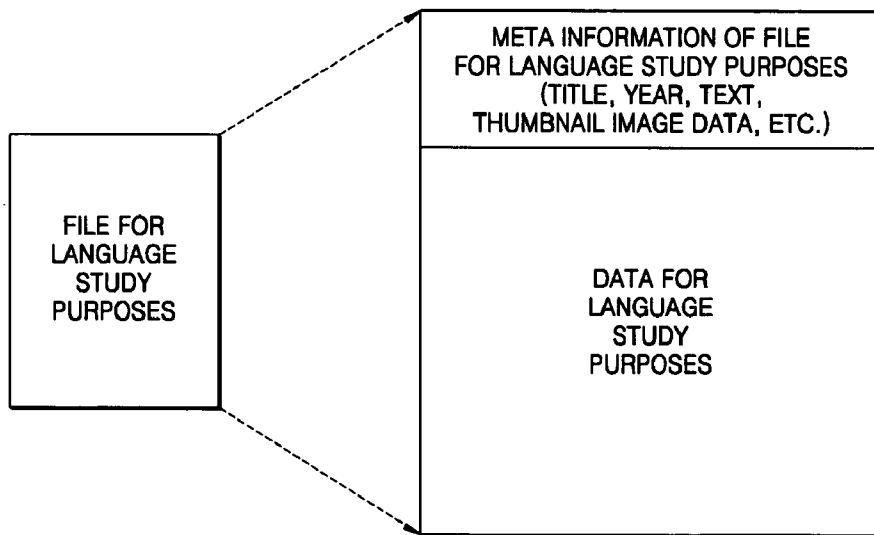 FILE FOR
LANGUAGE
STUDY
PURPOSES
META INFORMATION OF FILE
FOR LANGUAGE STUDY PURPOSES
(TITLE, YEAR, TEXT,
THUMBNAIL IMAGE DATA, ETC.)
DATA FOR
LANGUAGE
STUDY
PURPOSES